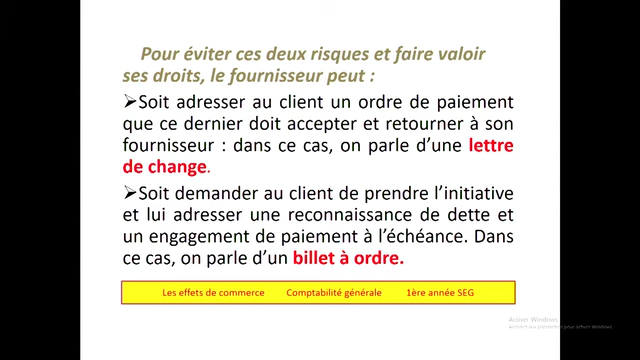 Pour éviter ces deux risques et faire valoir
ses droits, le fournisseur peut :
➤Soit adresser au client un ordre de paiement
que ce dernier doit accepter et retourner à son
fournisseur : dans ce cas, on parle d’une lettre
de change.
➤Soit demander au client de prendre l’initiative
et lui adresser une reconnaissance de dette et
un engagement de paiement à l’échéance. Dans
ce cas, on parle d’un billet à ordre.
Les effets de commerce Comptabilité générale 1ère année SEG
Activer Windows